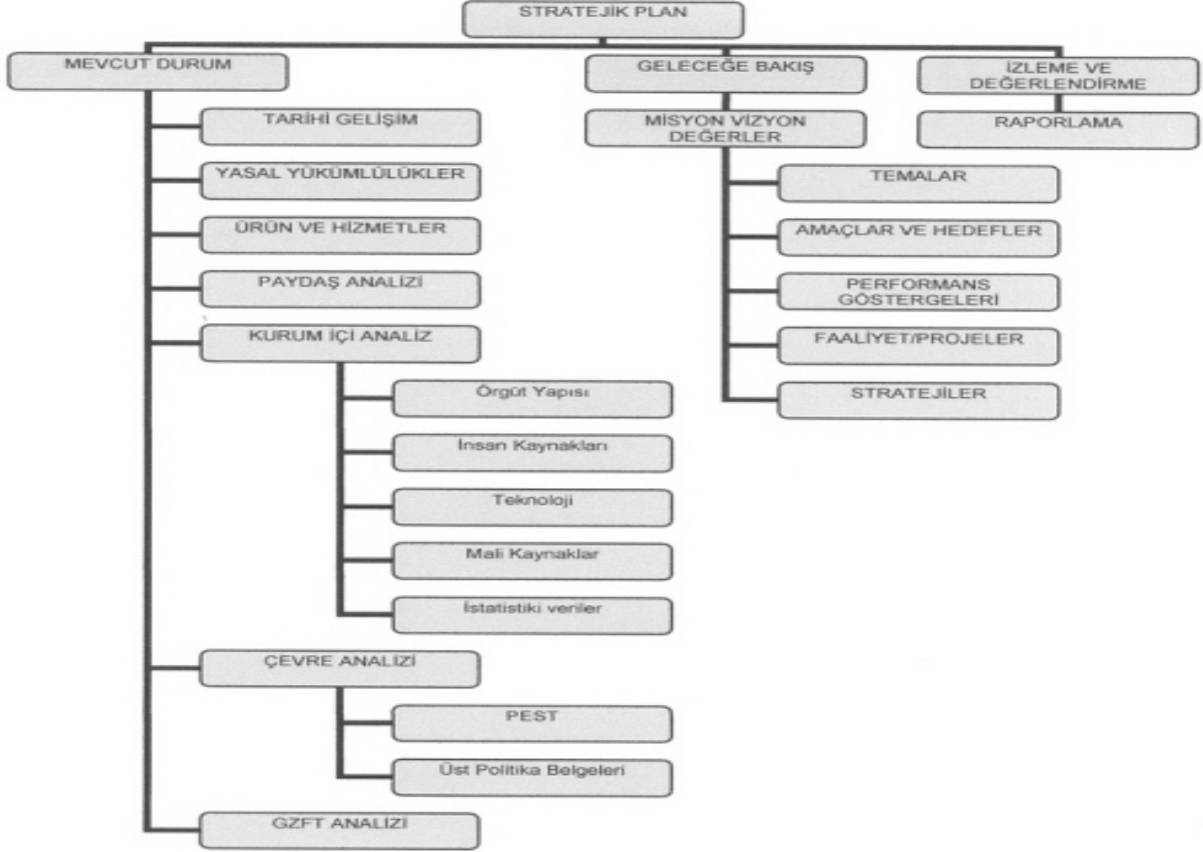 STRATEJİK PLAN
MEVCUT DURUM
TARİHİ GELİŞİM
YASAL YÜKÜMLÜLÜKLER
ÜRÜN VE HİZMETLER
PAYDAŞ ANALİZİ
KURUM İÇİ ANALİZ
Örgüt Yapısı
İnsan Kaynakları
Teknoloji
Mali Kaynaklar
İstatistiki veriler
ÇEVRE ANALİZİ
PEST
Üst Politika Belgeleri
GZFT ANALİZİ
GELECEĞE BAKIŞ
MİSYON VİZYON
DEĞERLER
TEMALAR
AMAÇLAR VE HEDEFLER
PERFORMANS
GÖSTERGELERİ
FAALİYET/PROJELER
STRATEJİLER
İZLEME VE
DEĞERLENDİRME
RAPORLAMA